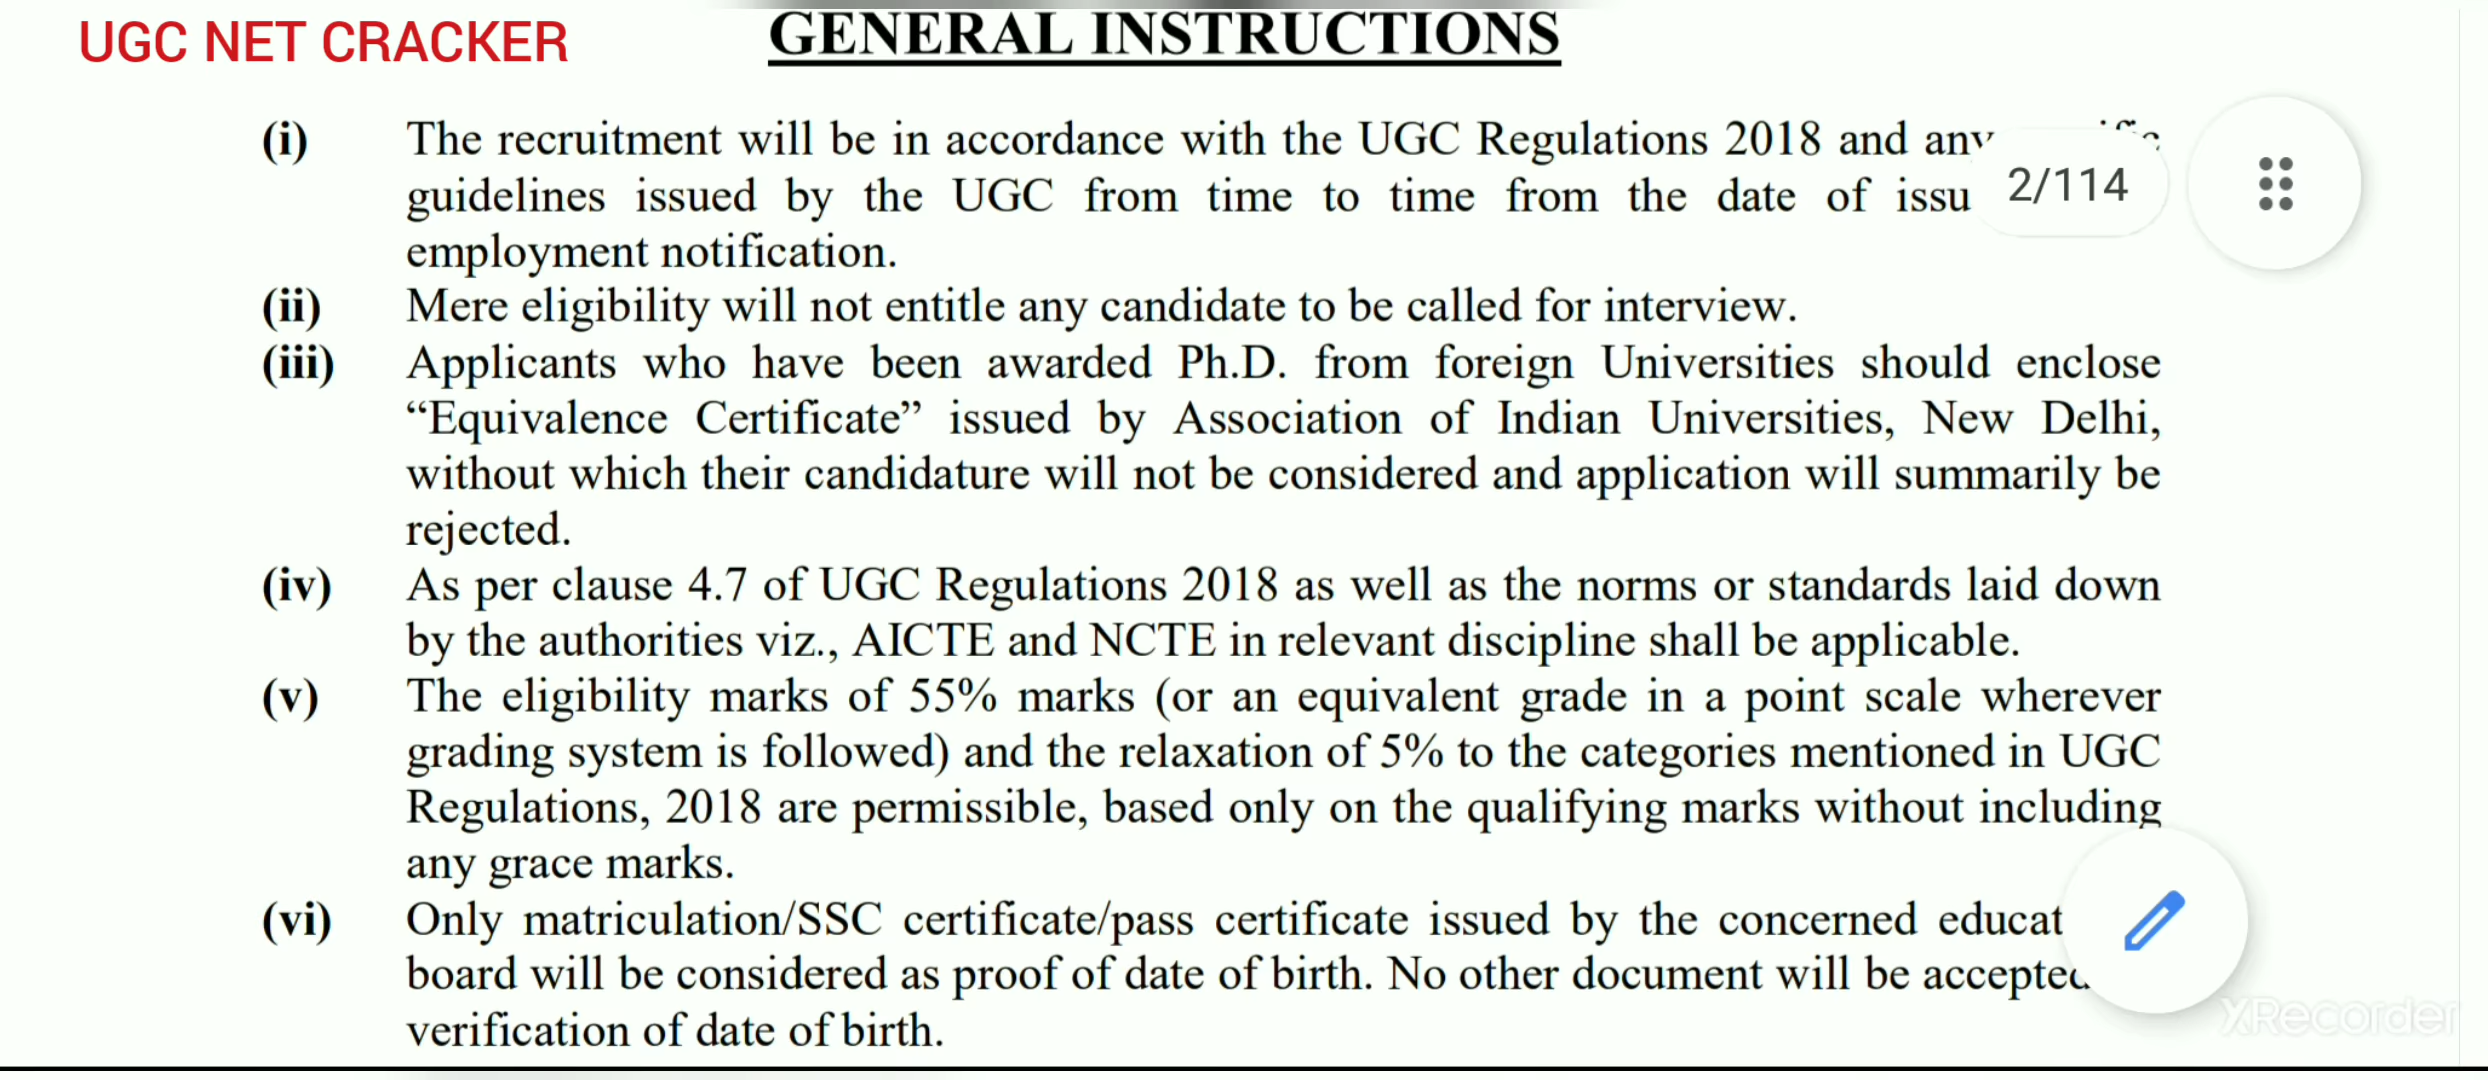 UGC NET CRACKER
GENERAL INSTRUCTIONS
(i) The recruitment will be in accordance with the UGC Regulations 2018 and any
guidelines issued by the UGC from time to time from the date of issu
2/114
employment notification.
(ii) Mere eligibility will not entitle any candidate to be called for interview.
(iii) Applicants who have been awarded Ph.D. from foreign Universities should enclose
“Equivalence Certificate” issued by Association of Indian Universities, New Delhi,
without which their candidature will not be considered and application will summarily be
rejected.
(iv) As per clause 4.7 of UGC Regulations 2018 as well as the norms or standards laid down
by the authorities viz., AICTE and NCTE in relevant discipline shall be applicable.
(v) The eligibility marks of 55% marks (or an equivalent grade in a point scale wherever
grading system is followed) and the relaxation of 5% to the categories mentioned in UGC
Regulations, 2018 are permissible, based only on the qualifying marks without including
any grace marks.
(vi) Only matriculation/SSC certificate/pass certificate issued by the concerned educat
board will be considered as proof of date of birth. No other document will be accepted
verification of date of birth.
XRecorder